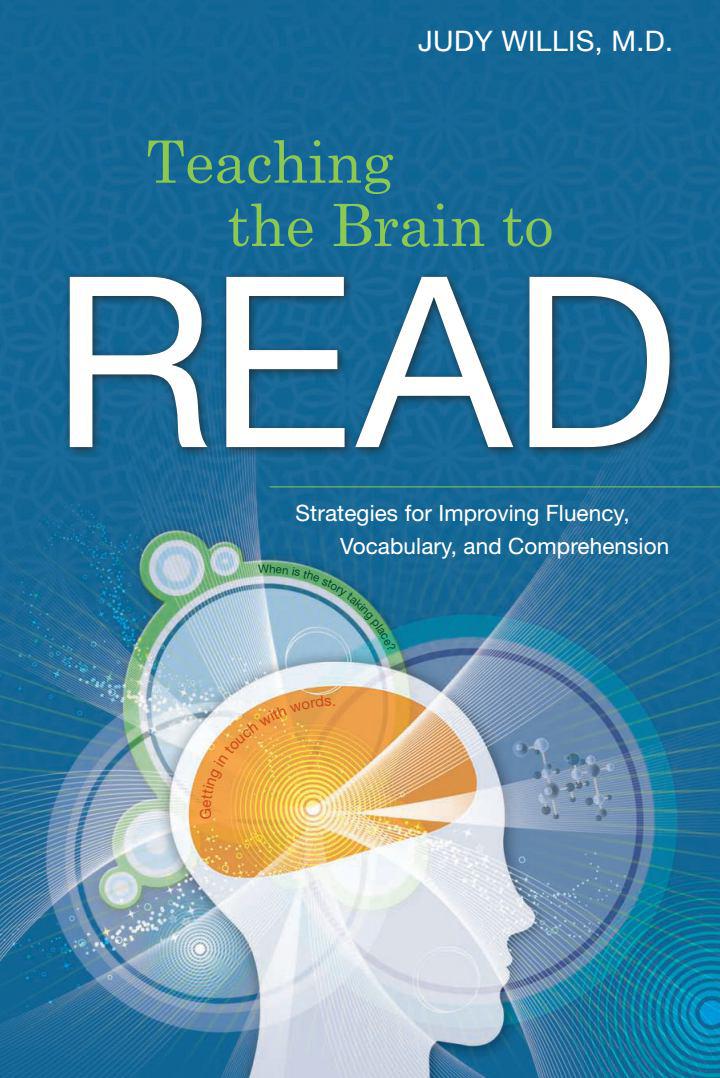 JUDY WILLIS, M.D.
Teaching
the Brain to
READ
Strategies for Improving Fluency,
Vocabulary, and Comprehension
When is the story taking place?
Getting in touch with words.